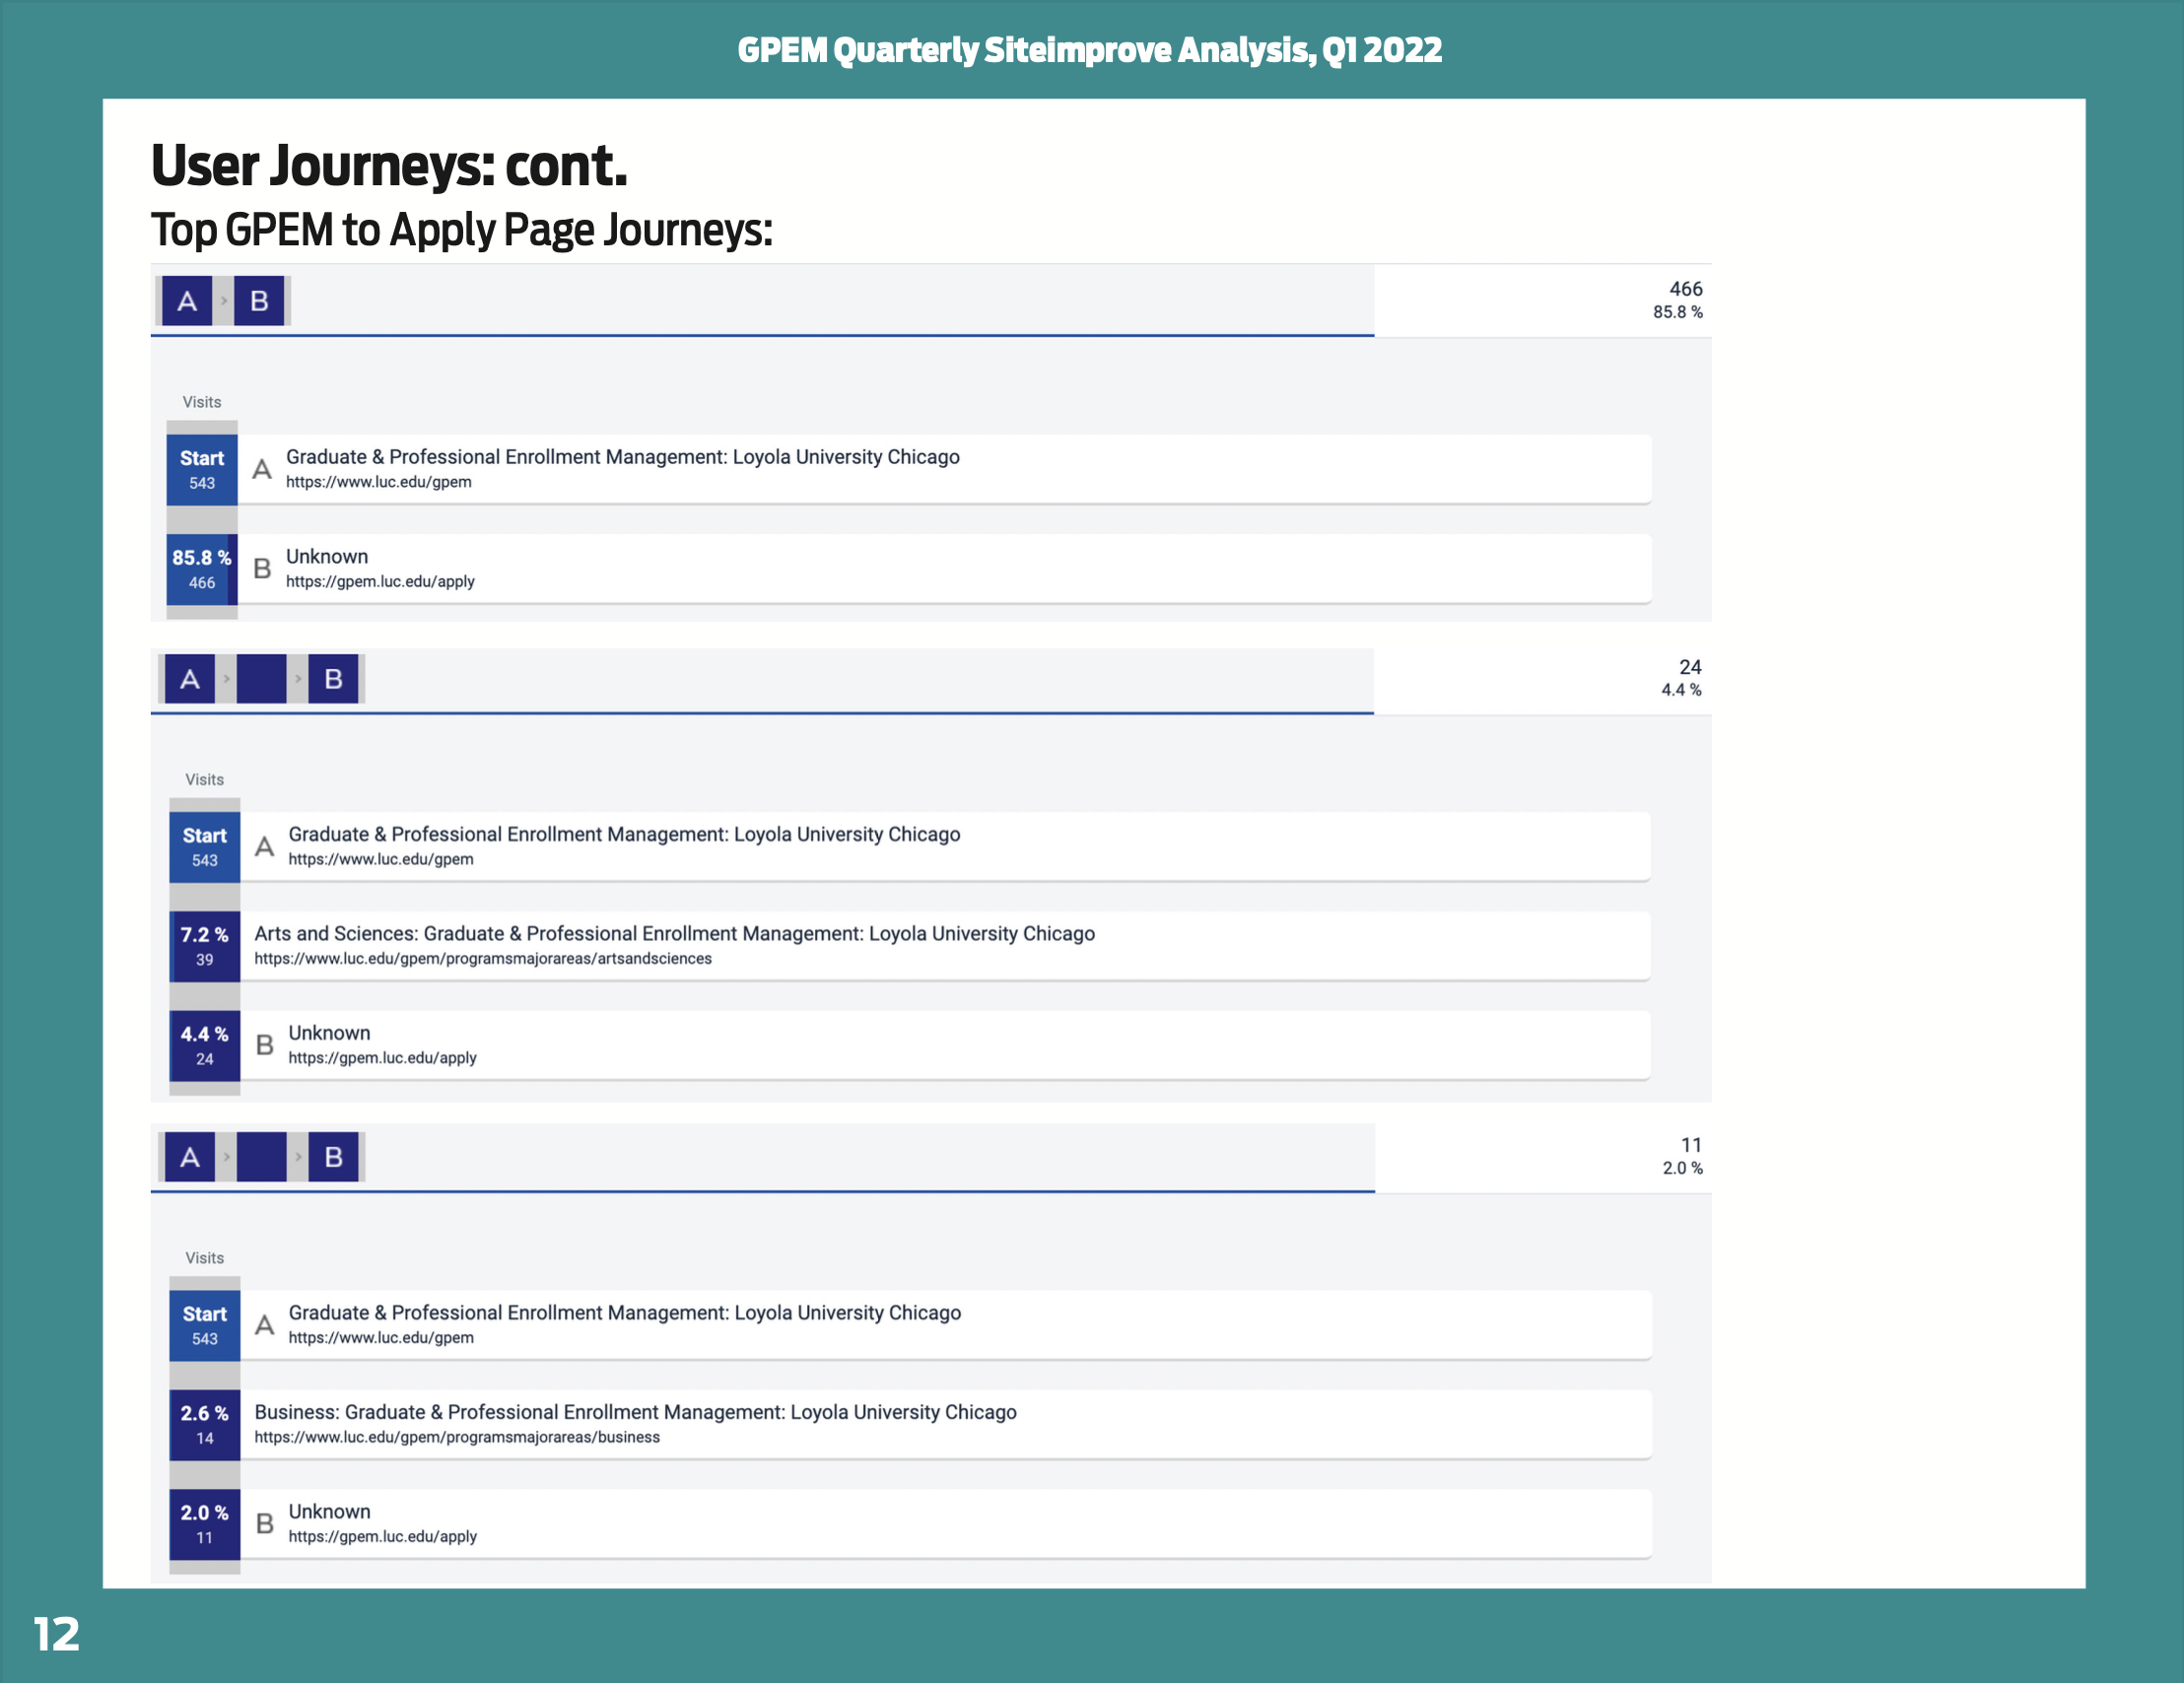 GPEM Quarterly Siteimprove Analysis, Q1 2022
User Journeys: cont.
Top GPEM to Apply Page Journeys:
A > B
466
85.8 %
Visits
Start
543
A
Graduate & Professional Enrollment Management: Loyola University Chicago
https://www.luc.edu/gpem
85.8 %
466
B
Unknown
https://gpem.luc.edu/apply
A > > B
24
4.4 %
Visits
Start
543
A
Graduate & Professional Enrollment Management: Loyola University Chicago
https://www.luc.edu/gpem
7.2 %
39
Arts and Sciences: Graduate & Professional Enrollment Management: Loyola University Chicago
https://www.luc.edu/gpem/programsmajorareas/artsandsciences
4.4 %
24
B
Unknown
https://gpem.luc.edu/apply
A > > B
11
2.0 %
Visits
Start
543
A
Graduate & Professional Enrollment Management: Loyola University Chicago
https://www.luc.edu/gpem
2.6 %
14
Business: Graduate & Professional Enrollment Management: Loyola University Chicago
https://www.luc.edu/gpem/programsmajorareas/business
2.0 %
11
B
Unknown
https://gpem.luc.edu/apply
12